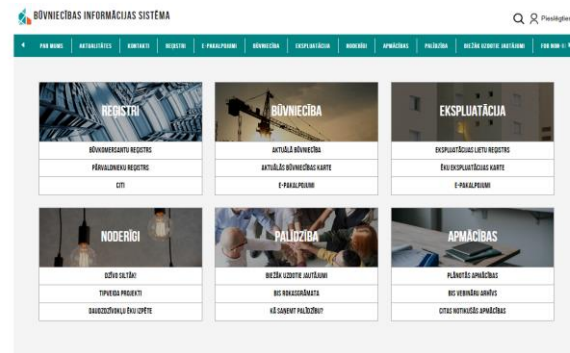 BŪVNIECĪBAS INFORMĀCIJAS SISTĒMA
Pieslēgties
PAR MUMS AKTUALITĀTES KONTAKTI REĢISTRI E-PAKALPOJUMI BŪVNIECĪBA EKSPLUATĀCIJA NODERĪGI APMĀCĪBAS PALĪDZĪBA BIEŽĀK UZDOTIE JAUTĀJUMI FOR NON-
REĢISTRI
BŪVKOMERSANTU REĢISTRS
PĀRVALDNIEKU REĢISTRS
CITI
BŪVNIECĪBA
AKTUĀLĀ BŪVNIECĪBA
AKTUĀLĀS BŪVNIECĪBAS KARTE
E-PAKALPOJUMI
EKSPLUATĀCIJA
EKSPLUATĀCIJAS LIETU REĢISTRS
ĒKU EKSPLUATĀCIJAS KARTE
E-PAKALPOJUMI
NODERĪGI
DZĪVO SILTĀK!
TIPVEIDA PROJEKTI
DAUDZDZĪVOKĻU ĒKU IZPĒTE
PALĪDZĪBA
BIEŽĀK UZDOTIE JAUTĀJUMI
BIS ROKASGRĀMATA
KĀ SAŅEMT PALĪDZĪBU?
APMĀCĪBAS
PLĀNOTĀS APMĀCĪBAS
BIS VEBINĀRU ARHĪVS
CITAS NOTIKUŠĀS APMĀCĪBAS